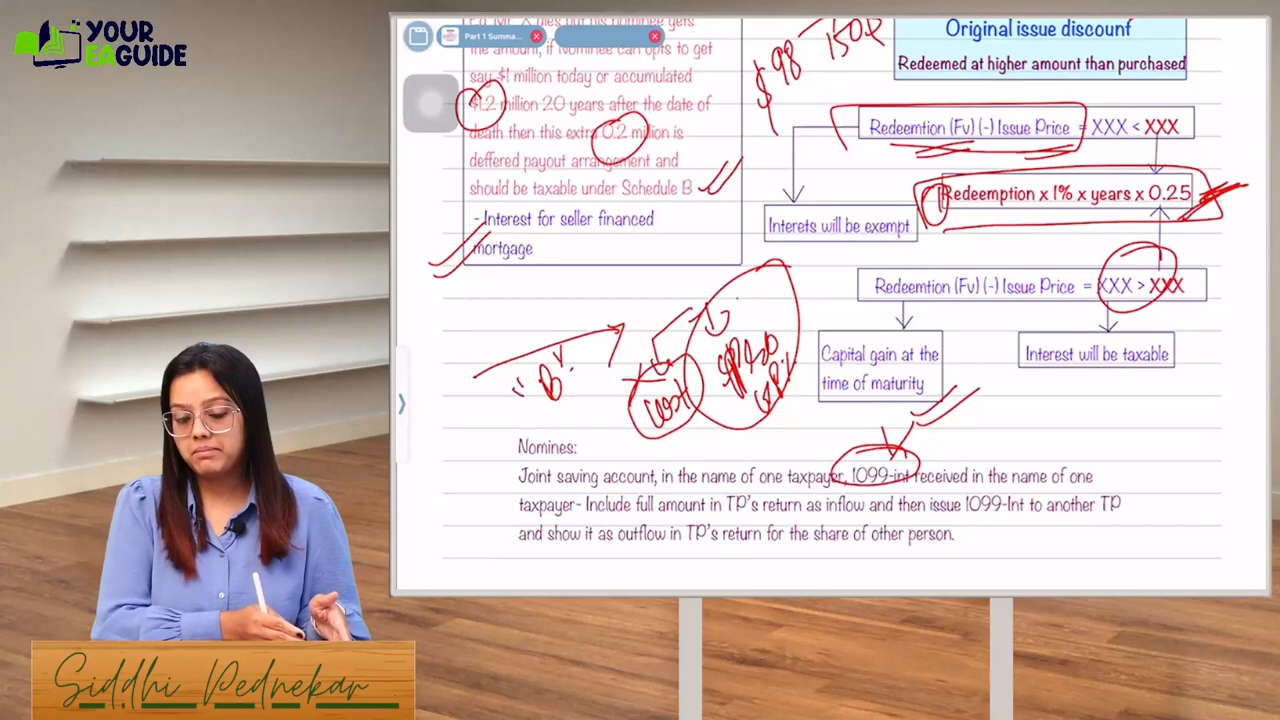 YOUR
EAGUIDE
Part 1 Summa...
E.g. Mr. X dies but his nominee gets
the amount, if Nominee can opts to get
say $1 million today or accumulated
$1.2 million 20 years after the date of
death then this extra 0.2 million is
deffered payout arrangement and
should be taxable under Schedule B
- Interest for seller financed
mortgage
$98
150
Original issue discount
Redeemed at higher amount than purchased
Redeemtion (Fv) (-) Issue Price = XXX < XXX
Redeemption x 1% x years x 0.25
Interets will be exempt
Redeemtion (Fv) (-) Issue Price = XXX > XXX
Capital gain at the
time of maturity
Interest will be taxable
"B"
cost
Nomines:
Joint saving account, in the name of one taxpayer, 1099-int received in the name of one
taxpayer- Include full amount in TP's return as inflow and then issue 1099-Int to another TP
and show it as outflow in TP's return for the share of other person.
Siddhi Pednekar